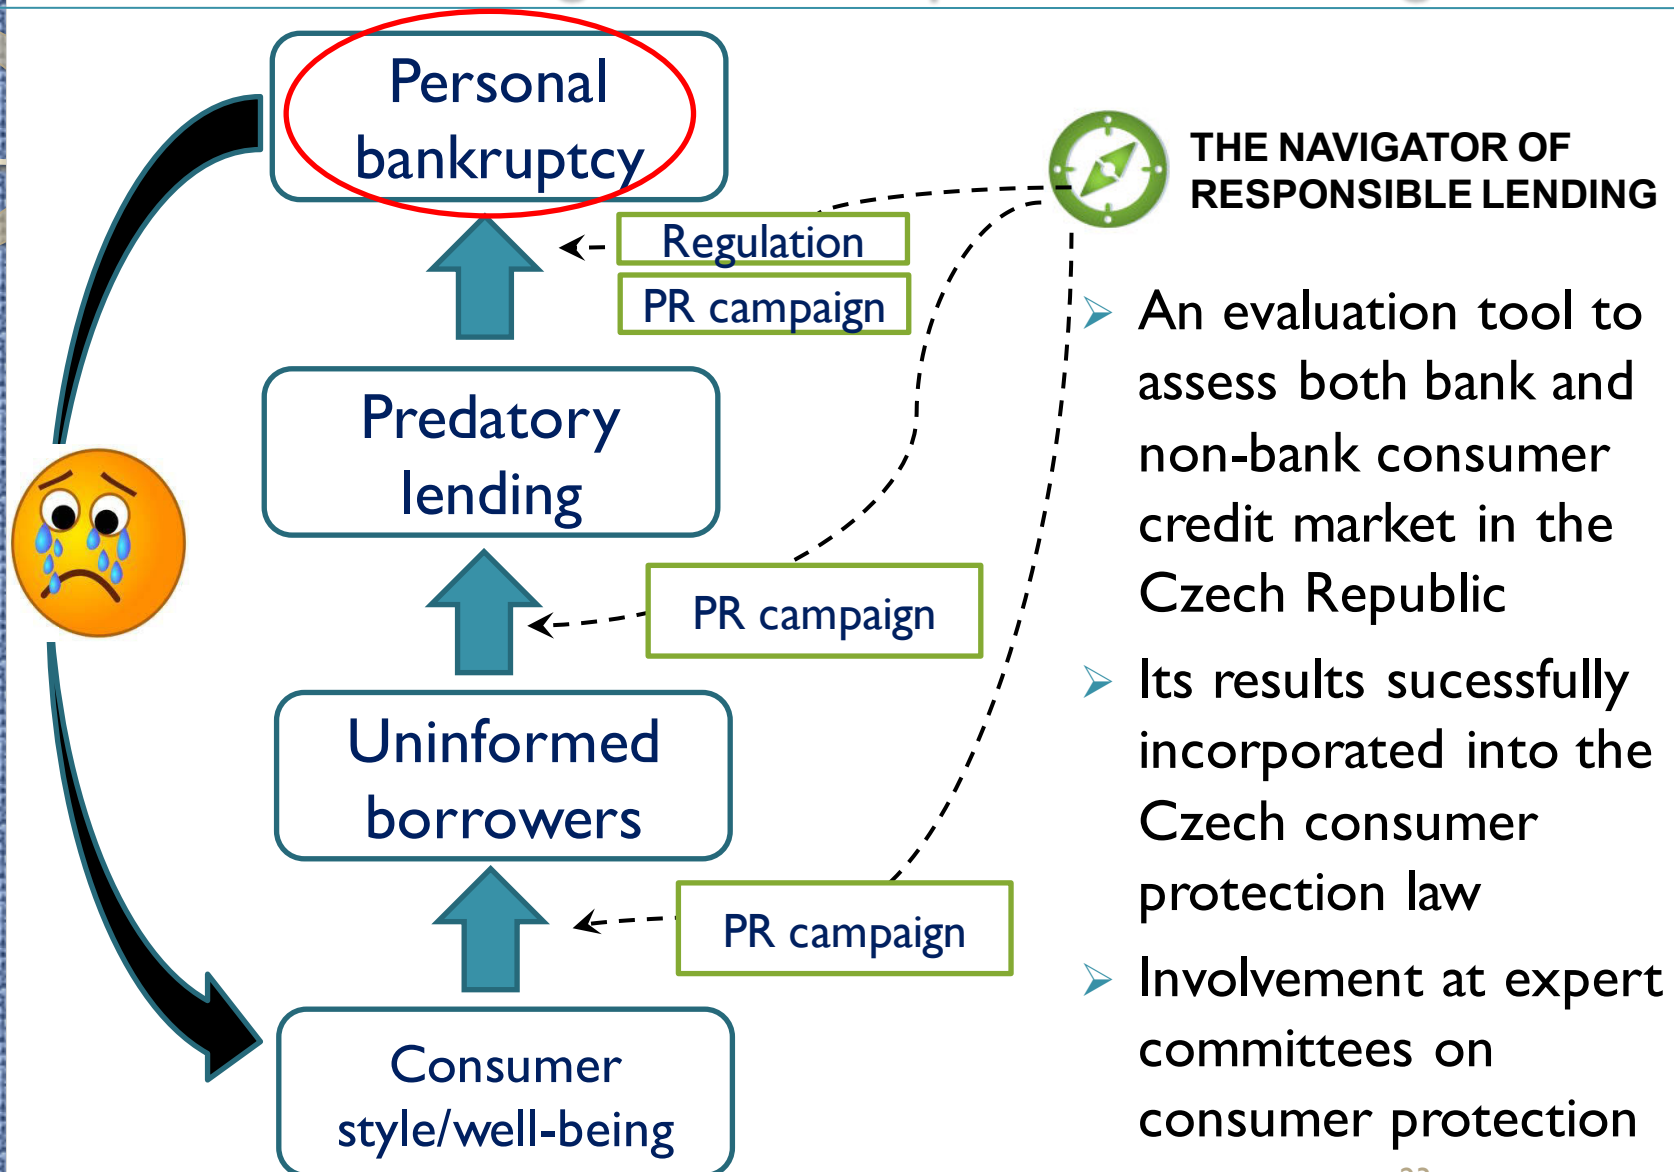 Personal
bankruptcy
Regulation
PR campaign
Predatory
lending
PR campaign
Uninformed
borrowers
PR campaign
Consumer
style/well-being
THE NAVIGATOR OF
RESPONSIBLE LENDING
An evaluation tool to
assess both bank and
non-bank consumer
credit market in the
Czech Republic
Its results sucessfully
incorporated into the
Czech consumer
protection law
Involvement at expert
committees on
consumer protection